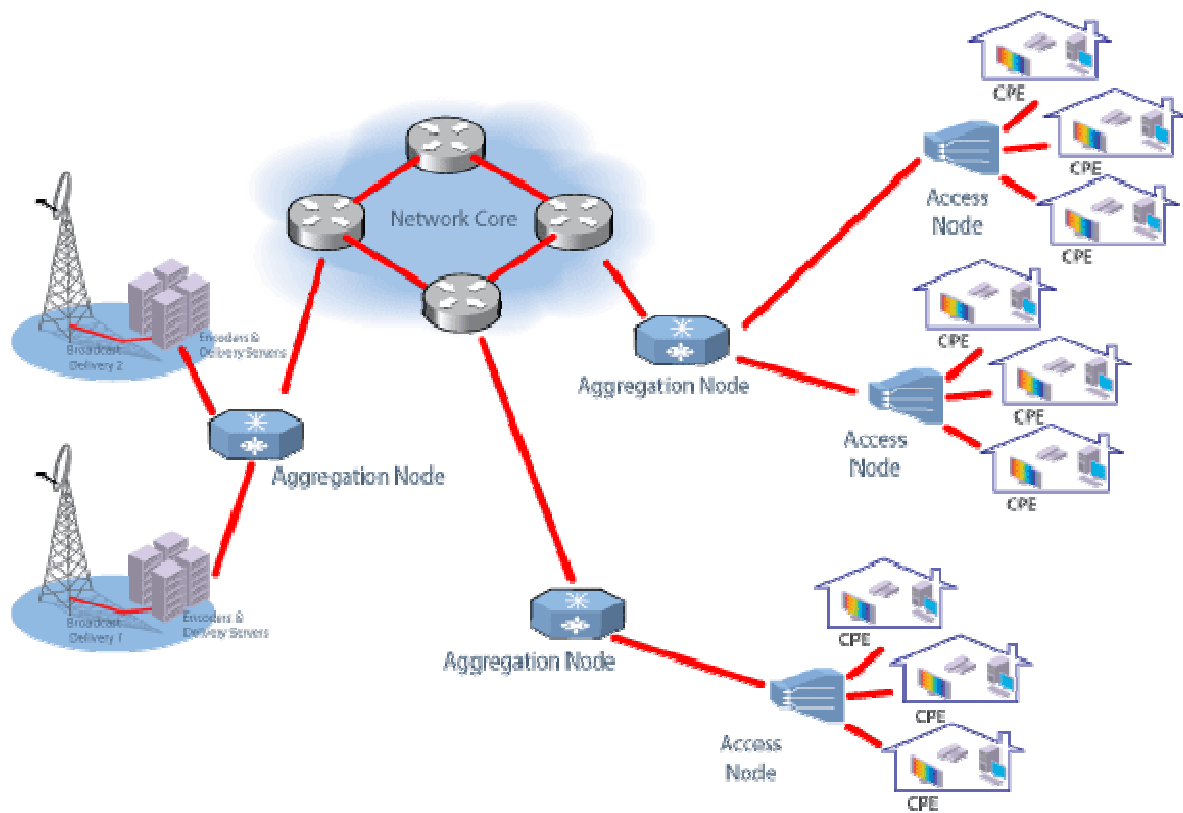 CPE
CPE
Access
Node
CPE
Network Core
CPE
Encoders &
Delivery Servers
Broadcast
Delivery 2
CPE
Aggregation Node
CPE
Access
Node
Aggregation Node
CPE
Encoders &
Delivery Servers
Broadcast
Delivery 1
CPE
Aggregation Node
CPE
Access
Node
CPE